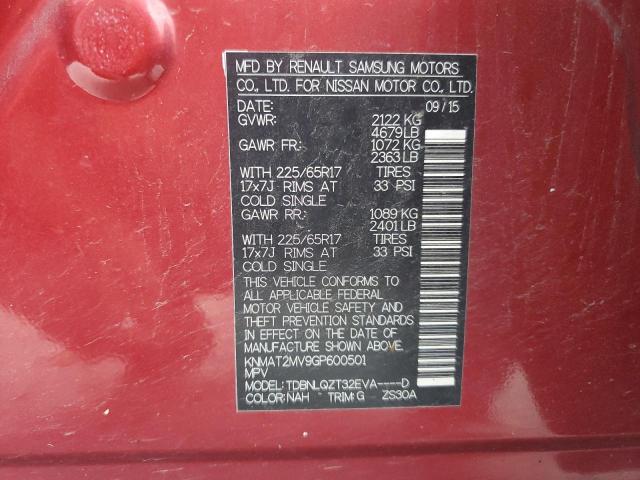 MFD BY RENAULT SAMSUNG MOTORS
CO., LTD. FOR NISSAN MOTOR CO., LTD.
DATE: 09/15
GVWR: 2122 KG
4679 LB
GAWR FR: 1072 KG
2363 LB
WITH 225/65R17 TIRES
17x7J RIMS AT 33 PSI
COLD SINGLE
GAWR RR: 1089 KG
2401 LB
WITH 225/65R17 TIRES
17x7J RIMS AT 33 PSI
COLD SINGLE
THIS VEHICLE CONFORMS TO
ALL APPLICABLE FEDERAL
MOTOR VEHICLE SAFETY AND
THEFT PREVENTION STANDARDS
IN EFFECT ON THE DATE OF
MANUFACTURE SHOWN ABOVE.
KNMAT2MV9GP600501
MPV
MODEL: TDBNLQZT32EVA----D
COLOR: NAH TRIM: G ZS30A